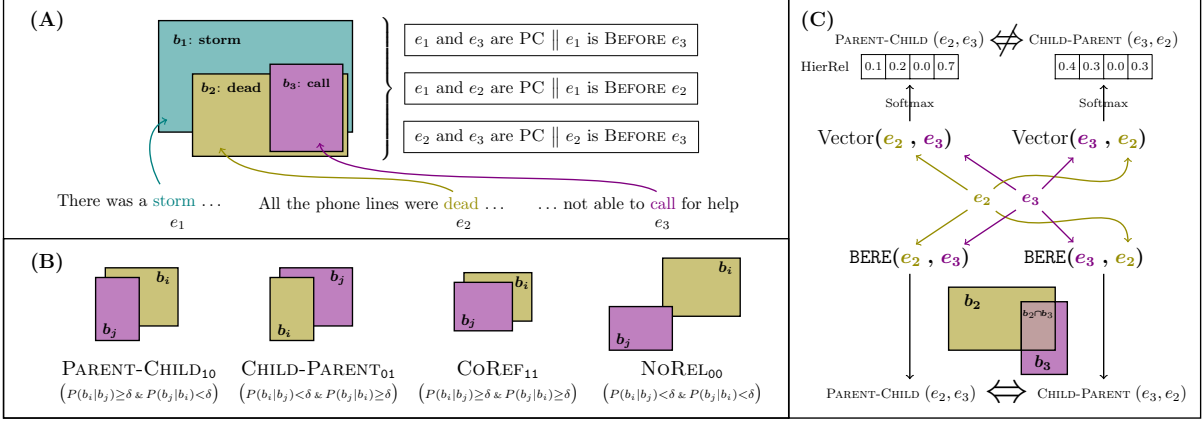 (A)
b₁: storm
b₂: dead
b₃: call
e₁ and e₃ are PC ∥ e₁ is BEFORE e₃
e₁ and e₂ are PC ∥ e₁ is BEFORE e₂
e₂ and e₃ are PC ∥ e₂ is BEFORE e₃
There was a storm ...
e₁
All the phone lines were dead ...
e₂
... not able to call for help
e₃
(B)
bᵢ
bⱼ
PARENT-CHILD₁₀
(P(bᵢ|bⱼ)≥δ & P(bⱼ|bᵢ)<δ)
bⱼ
bᵢ
CHILD-PARENT₀₁
(P(bᵢ|bⱼ)<δ & P(bⱼ|bᵢ)≥δ)
bᵢ
bⱼ
COREF₁₁
(P(bᵢ|bⱼ)≥δ & P(bⱼ|bᵢ)≥δ)
bᵢ
bⱼ
NOREL₀₀
(P(bᵢ|bⱼ)<δ & P(bⱼ|bᵢ)<δ)
(C)
PARENT-CHILD (e₂, e₃) ⇎ CHILD-PARENT (e₃, e₂)
HierRel 0.1 0.2 0.0 0.7 0.4 0.3 0.0 0.3
Softmax Softmax
Vector(e₂ , e₃) Vector(e₃ , e₂)
e₂ e₃
BERE(e₂ , e₃) BERE(e₃ , e₂)
b₂
b₂∩b₃
b₃
PARENT-CHILD (e₂, e₃) ⇔ CHILD-PARENT (e₃, e₂)